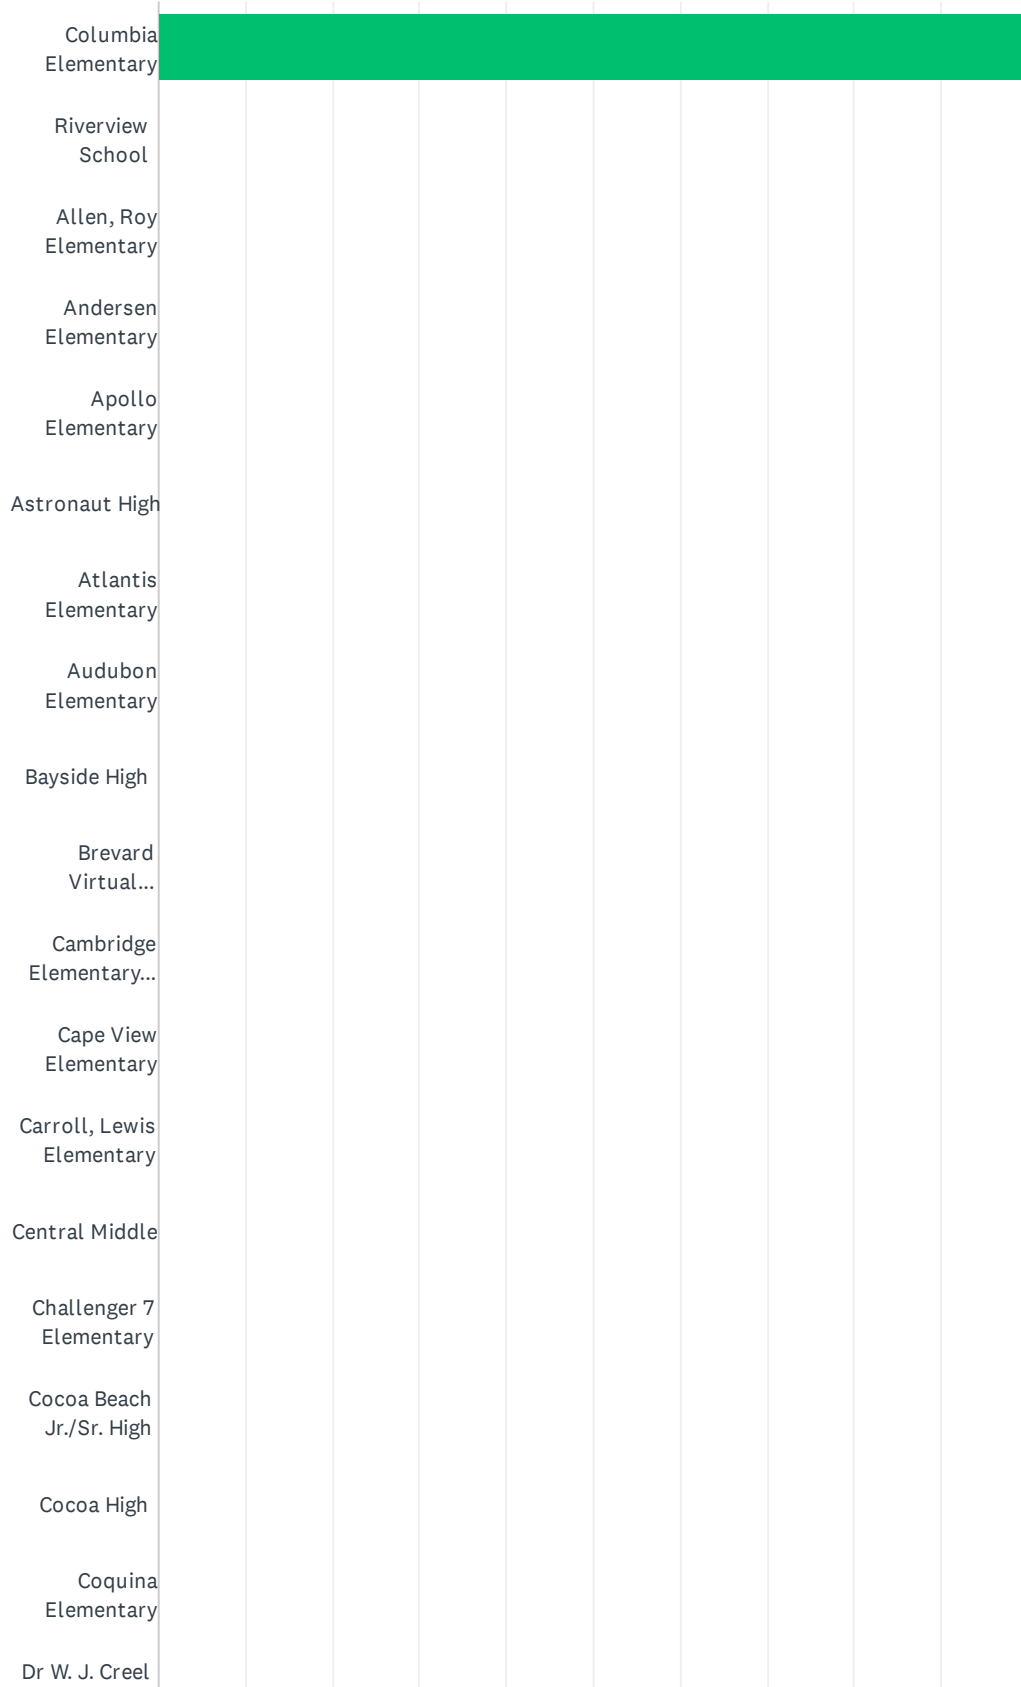 Columbia
Elementary
Riverview
School
Allen, Roy
Elementary
Andersen
Elementary
Apollo
Elementary
Astronaut High
Atlantis
Elementary
Audubon
Elementary
Bayside High
Brevard
Virtual...
Cambridge
Elementary...
Cape View
Elementary
Carroll, Lewis
Elementary
Central Middle
Challenger 7
Elementary
Cocoa Beach
Jr./Sr. High
Cocoa High
Coquina
Elementary
Dr W. J. Creel